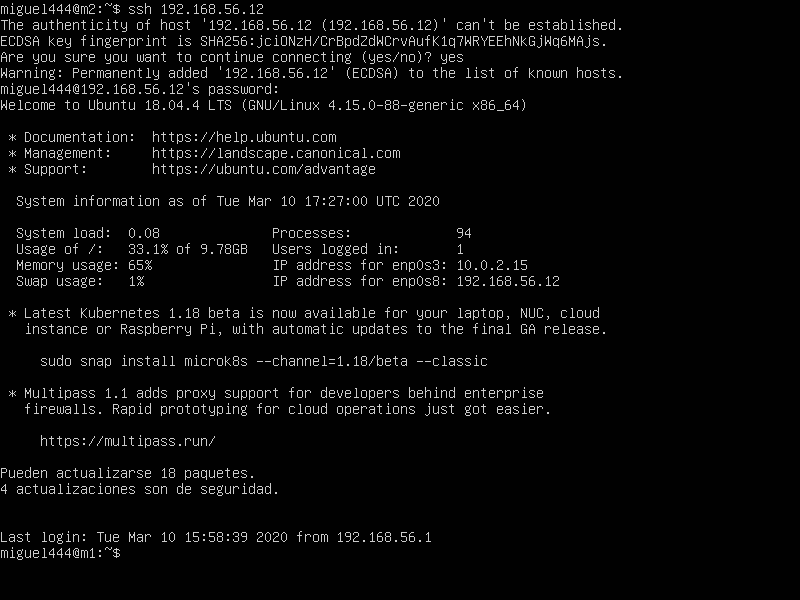 miguel444@m2:~$ ssh 192.168.56.12
The authenticity of host '192.168.56.12 (192.168.56.12)' can't be established.
ECDSA key fingerprint is SHA256:jciONzH/CrBpdZdWCrvAufK1q7WRYEEhNkGjWq6MAjs.
Are you sure you want to continue connecting (yes/no)? yes
Warning: Permanently added '192.168.56.12' (ECDSA) to the list of known hosts.
miguel444@192.168.56.12's password:
Welcome to Ubuntu 18.04.4 LTS (GNU/Linux 4.15.0-88-generic x86_64)

 * Documentation:  https://help.ubuntu.com
 * Management:     https://landscape.canonical.com
 * Support:        https://ubuntu.com/advantage

  System information as of Tue Mar 10 17:27:00 UTC 2020

  System load:  0.08              Processes:             94
  Usage of /:   33.1% of 9.78GB   Users logged in:       1
  Memory usage: 65%               IP address for enp0s3: 10.0.2.15
  Swap usage:   1%                IP address for enp0s8: 192.168.56.12

 * Latest Kubernetes 1.18 beta is now available for your laptop, NUC, cloud
   instance or Raspberry Pi, with automatic updates to the final GA release.

     sudo snap install microk8s --channel=1.18/beta --classic

 * Multipass 1.1 adds proxy support for developers behind enterprise
   firewalls. Rapid prototyping for cloud operations just got easier.

     https://multipass.run/

Pueden actualizarse 18 paquetes.
4 actualizaciones son de seguridad.


Last login: Tue Mar 10 15:58:39 2020 from 192.168.56.1
miguel444@m1:~$